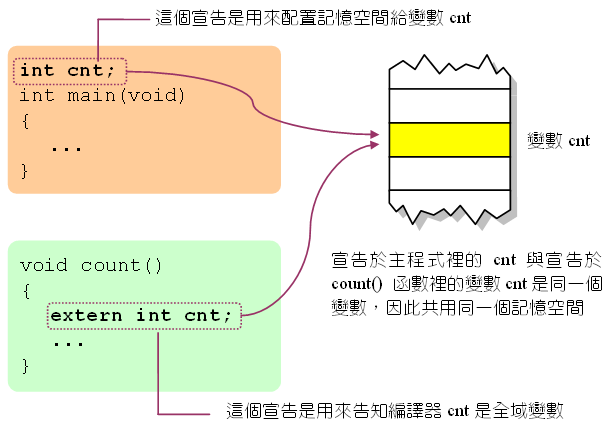 這個宣告是用來配置記憶空間給變數 cnt
int cnt;
int main(void)
{
...
}
變數 cnt
宣告於主程式裡的 cnt 與宣告於
count() 函數裡的變數 cnt 是同一個
變數，因此共用同一個記憶空間
void count()
{
extern int cnt;
...
}
這個宣告是用來告知編譯器 cnt 是全域變數